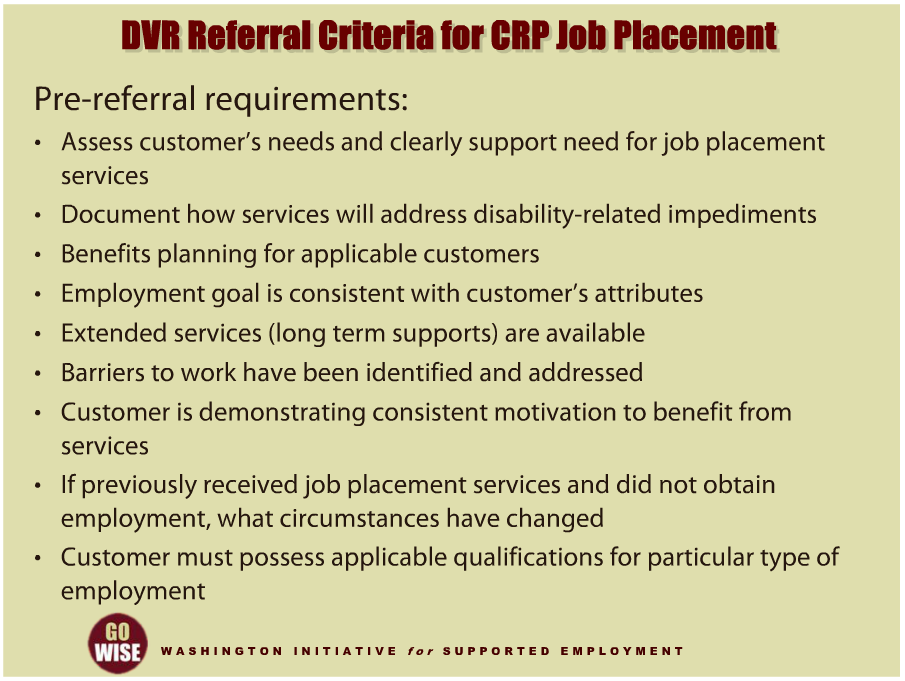 DVR Referral Criteria for CRP Job Placement
Pre-referral requirements:
• Assess customer’s needs and clearly support need for job placement
services
• Document how services will address disability-related impediments
• Benefits planning for applicable customers
• Employment goal is consistent with customer’s attributes
• Extended services (long term supports) are available
• Barriers to work have been identified and addressed
• Customer is demonstrating consistent motivation to benefit from
services
• If previously received job placement services and did not obtain
employment, what circumstances have changed
• Customer must possess applicable qualifications for particular type of
employment
GO
WISE
WASHINGTON INITIATIVE for SUPPORTED EMPLOYMENT